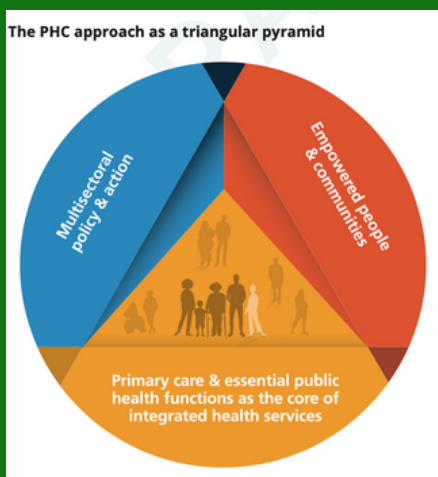 The PHC approach as a triangular pyramid
Multisectoral
policy & action
Empowered people
& communities
Primary care & essential public
health functions as the core of
integrated health services